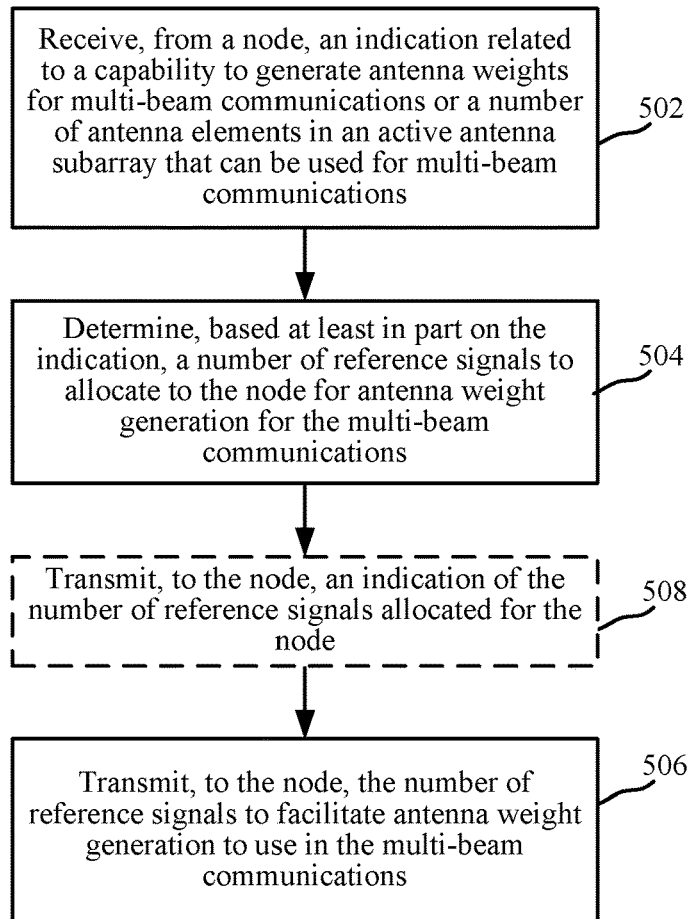 Receive, from a node, an indication related
to a capability to generate antenna weights
for multi-beam communications or a number
of antenna elements in an active antenna
subarray that can be used for multi-beam
communications
502
Determine, based at least in part on the
indication, a number of reference signals to
allocate to the node for antenna weight
generation for the multi-beam
communications
504
Transmit, to the node, an indication of the
number of reference signals allocated for the
node
508
Transmit, to the node, the number of
reference signals to facilitate antenna weight
generation to use in the multi-beam
communications
506